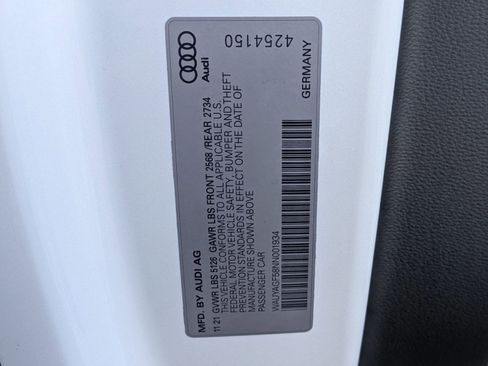 MFD. BY AUDI AG
11 21 GVWR LBS 5126 GAWR LBS FRONT 2568 /REAR 2734
THIS VEHICLE CONFORMS TO ALL APPLICABLE U.S.
FEDERAL MOTOR VEHICLE SAFETY, BUMPER AND THEFT
PREVENTION STANDARDS IN EFFECT ON THE DATE OF
MANUFACTURE SHOWN ABOVE
PASSENGER CAR
WAUYAGF58NN001934
GERMANY
Audi
4254150